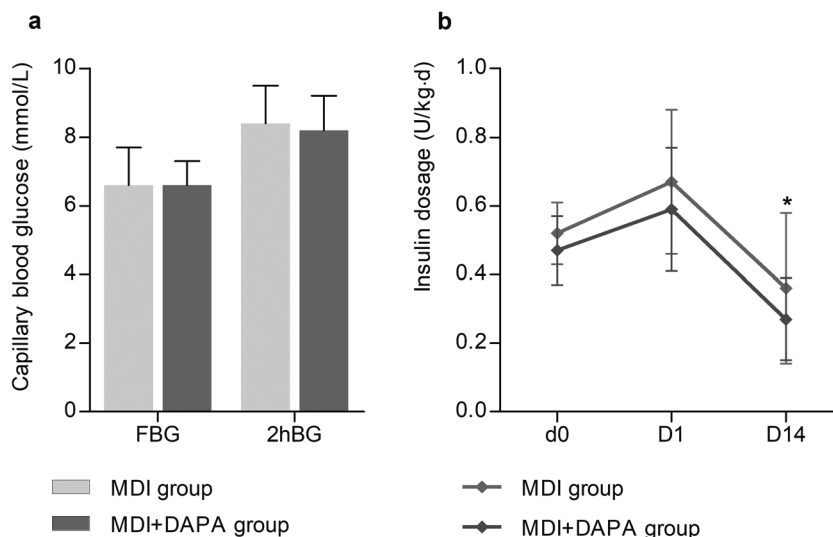 a
Capillary blood glucose (mmol/L)
10
8
6
4
2
0
FBG 2hBG
MDI group
MDI+DAPA group
b
Insulin dosage (U/kg·d)
1.0
0.8
0.6
0.4
0.2
0.0
*
d0 D1 D14
MDI group
MDI+DAPA group